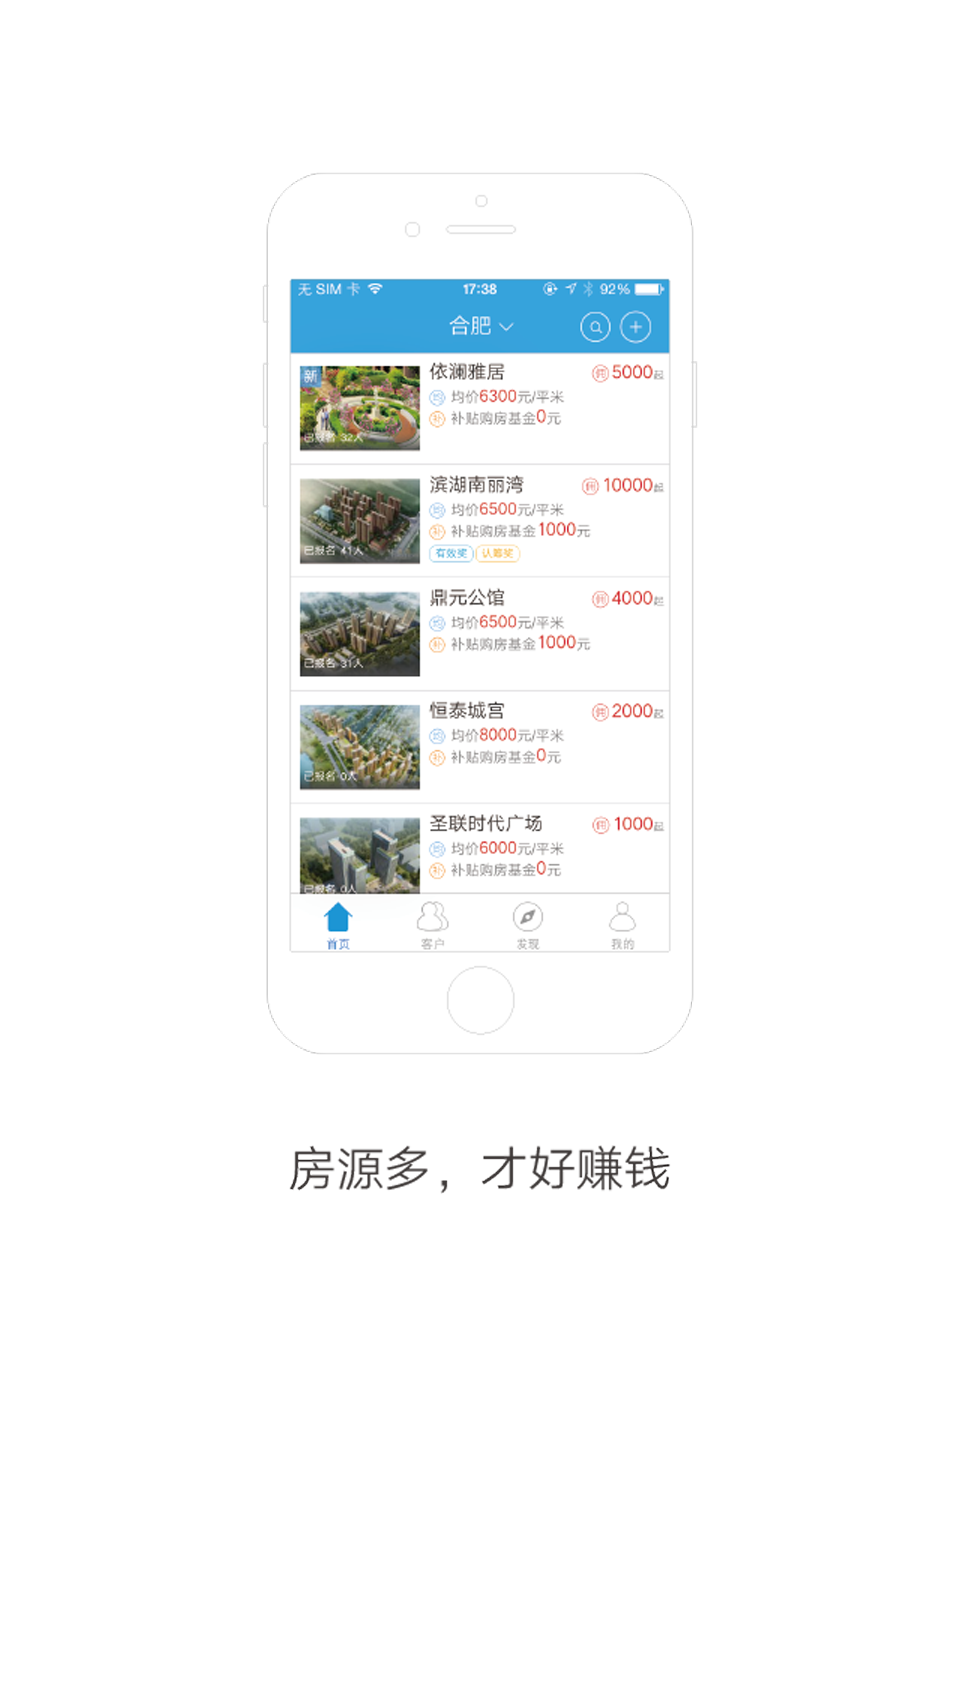 无 SIM 卡 17:38 92%
合肥
新 依澜雅居 佣 5000起
均 均价6300元/平米
补 补贴购房基金0元
已报名 32人
滨湖南丽湾 佣 10000起
均 均价6500元/平米
补 补贴购房基金1000元
已报名 41人 有效奖 认筹奖
鼎元公馆 佣 4000起
均 均价6500元/平米
补 补贴购房基金1000元
已报名 31人
恒泰城宫 佣 2000起
均 均价8000元/平米
补 补贴购房基金0元
已报名 0人
圣联时代广场 佣 1000起
均 均价6000元/平米
补 补贴购房基金0元
已报名 0人
首页 客户 发现 我的
房源多，才好赚钱